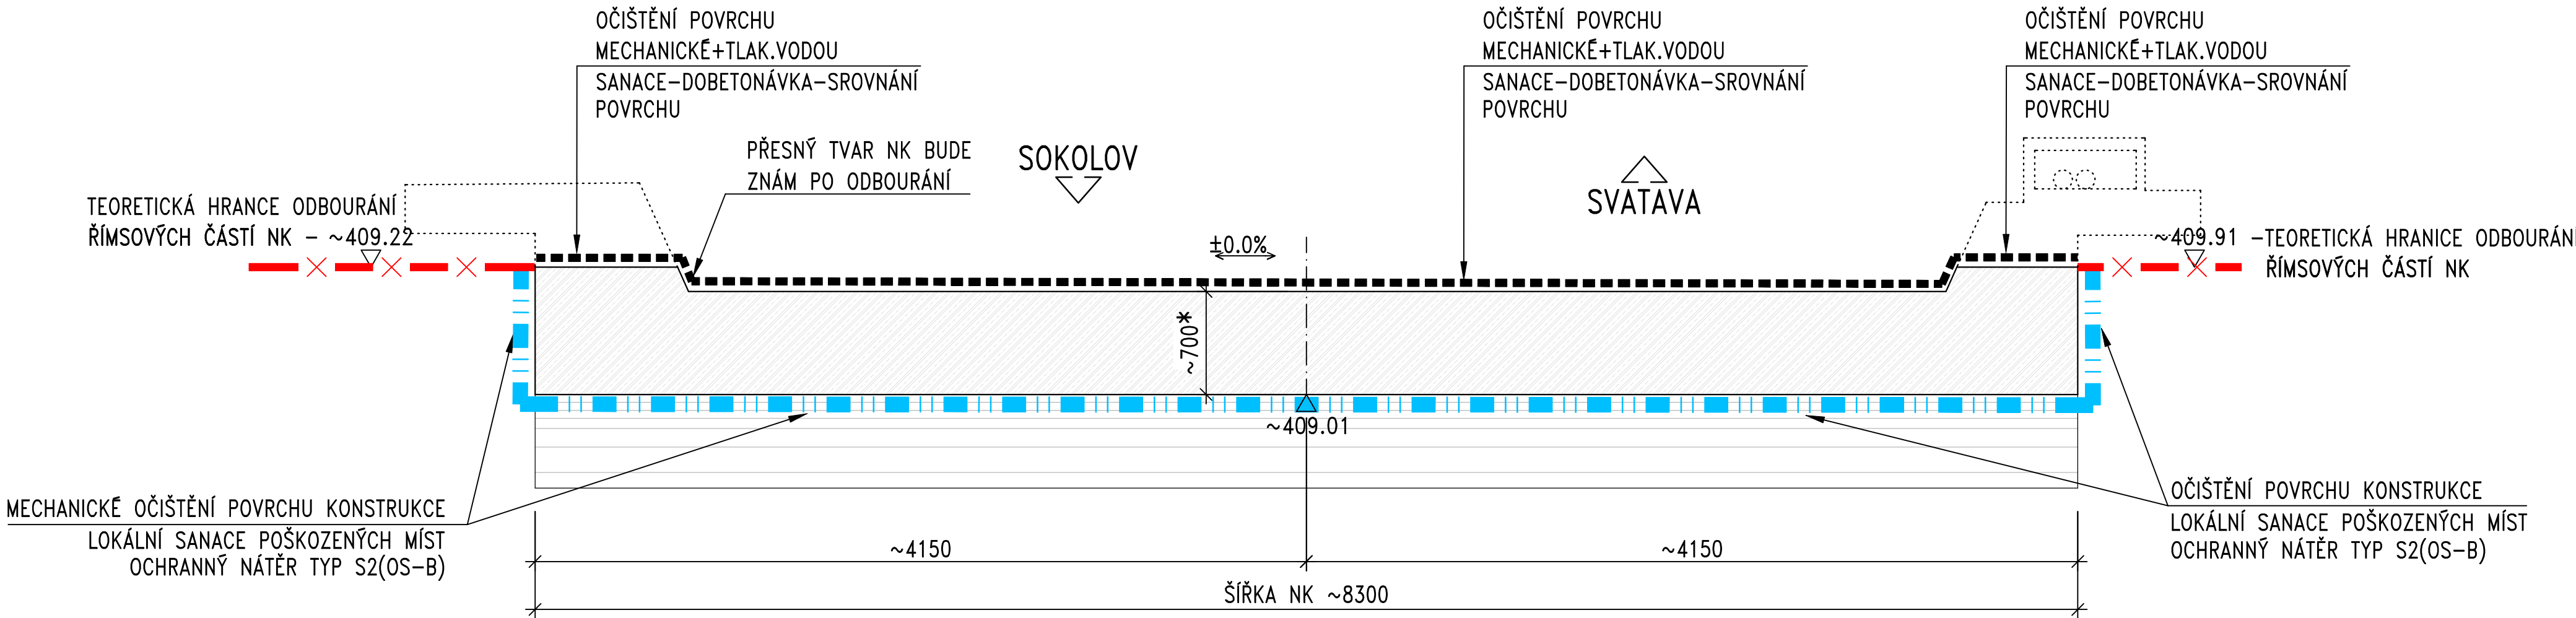 OČIŠTĚNÍ POVRCHU
MECHANICKÉ+TLAK.VODOU
SANACE-DOBETONÁVKA-SROVNÁNÍ
POVRCHU
OČIŠTĚNÍ POVRCHU
MECHANICKÉ+TLAK.VODOU
SANACE-DOBETONÁVKA-SROVNÁNÍ
POVRCHU
OČIŠTĚNÍ POVRCHU
MECHANICKÉ+TLAK.VODOU
SANACE-DOBETONÁVKA-SROVNÁNÍ
POVRCHU
PŘESNÝ TVAR NK BUDE
ZNÁM PO ODBOURÁNÍ
SOKOLOV
SVATAVA
TEORETICKÁ HRANCE ODBOURÁNÍ
ŘÍMSOVÝCH ČÁSTÍ NK - ~409.22
±0.0%
~409.91 -TEORETICKÁ HRANICE ODBOURÁNÍ
ŘÍMSOVÝCH ČÁSTÍ NK
~700*
~409.01
MECHANICKÉ OČIŠTĚNÍ POVRCHU KONSTRUKCE
LOKÁLNÍ SANACE POŠKOZENÝCH MÍST
OCHRANNÝ NÁTĚR TYP S2(OS-B)
OČIŠTĚNÍ POVRCHU KONSTRUKCE
LOKÁLNÍ SANACE POŠKOZENÝCH MÍST
OCHRANNÝ NÁTĚR TYP S2(OS-B)
~4150
~4150
ŠÍŘKA NK ~8300